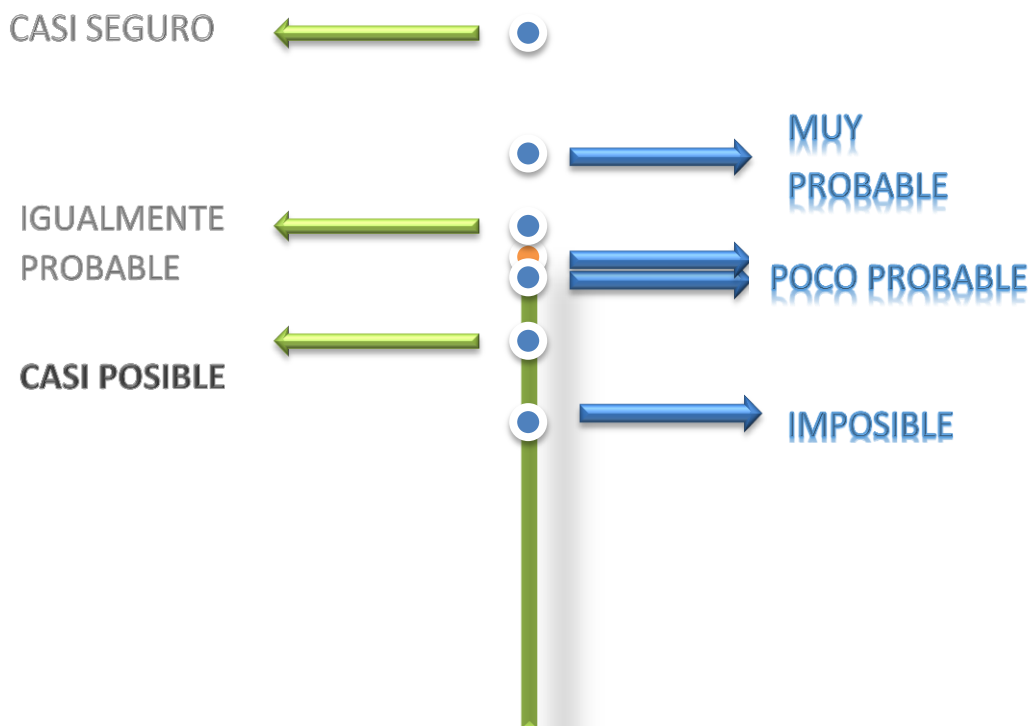 CASI SEGURO
MUY
PROBABLE
IGUALMENTE
PROBABLE
POCO PROBABLE
CASI POSIBLE
IMPOSIBLE